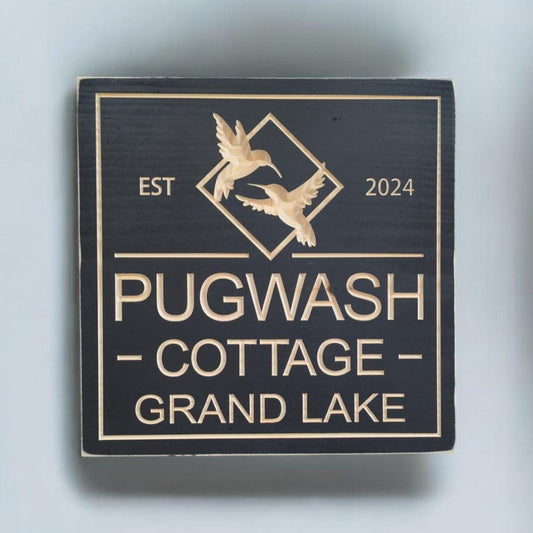 EST 2024
PUGWASH
- COTTAGE -
GRAND LAKE